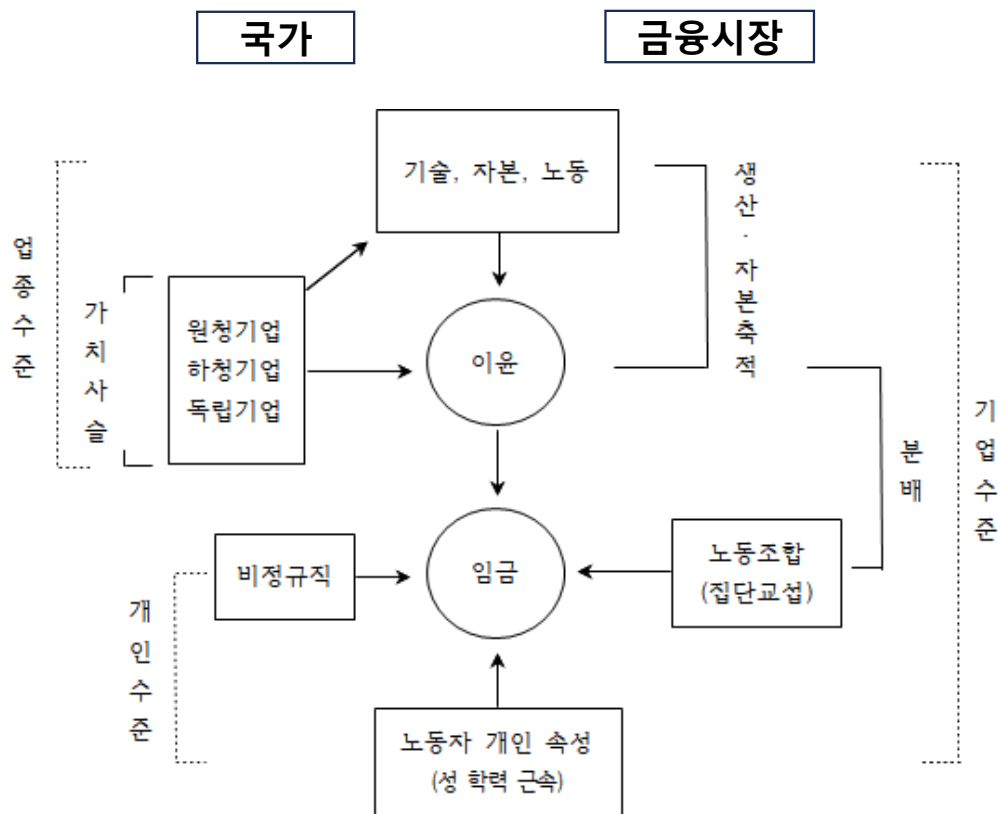 국가
금융시장
기술, 자본, 노동
생산 · 자본축적
업종수준
가치사슬
원청기업
하청기업
독립기업
이윤
기업수준
분배
비정규직
임금
노동조합
(집단교섭)
개인수준
노동자 개인 속성
(성 학력 근속)